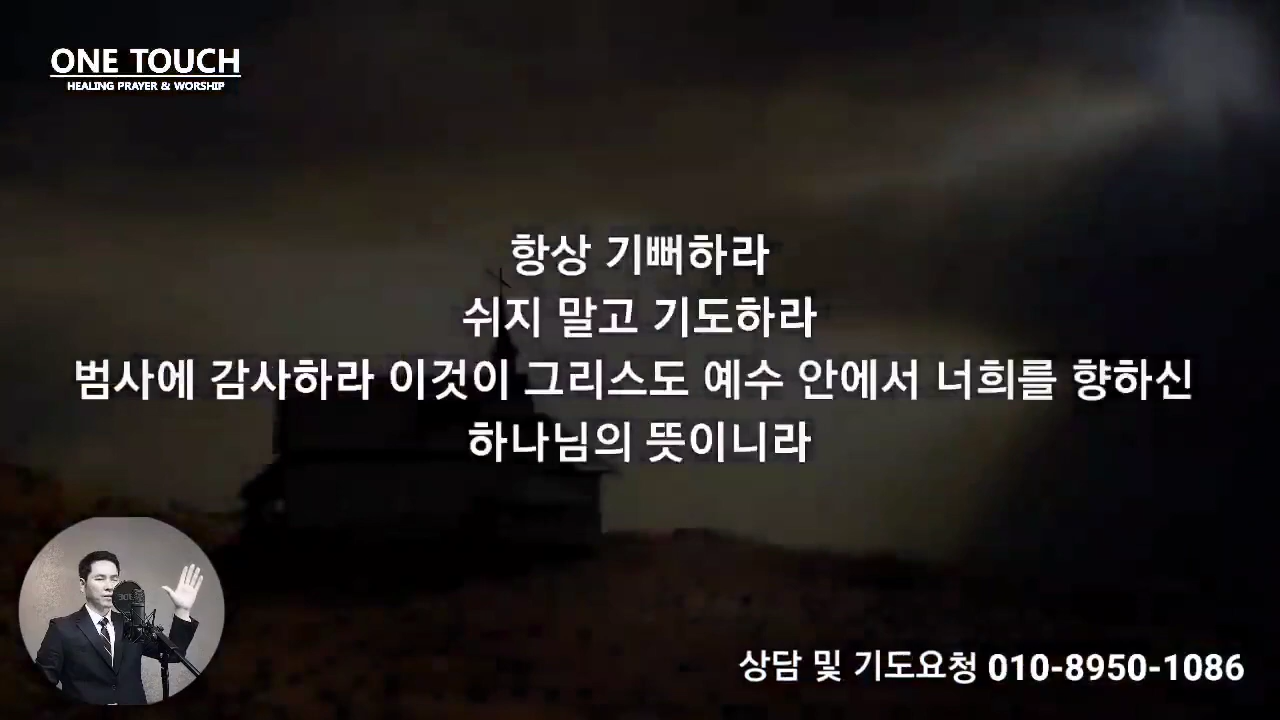 ONE TOUCH
HEALING PRAYER & WORSHIP
항상 기뻐하라
쉬지 말고 기도하라
범사에 감사하라 이것이 그리스도 예수 안에서 너희를 향하신
하나님의 뜻이니라
상담 및 기도요청 010-8950-1086